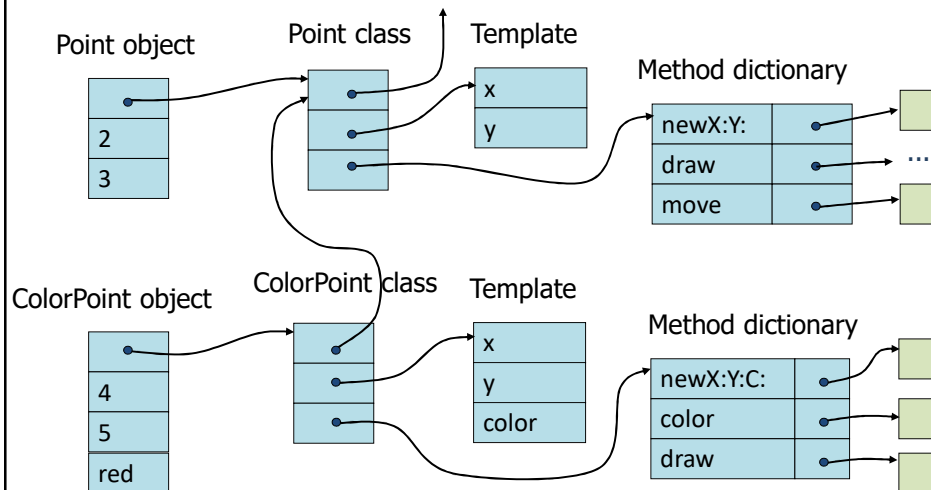 Point object
Point class
Template
Method dictionary
2
3
x
y
newX:Y:
draw
move
...
ColorPoint object
ColorPoint class
Template
Method dictionary
4
5
red
x
y
color
newX:Y:C:
color
draw